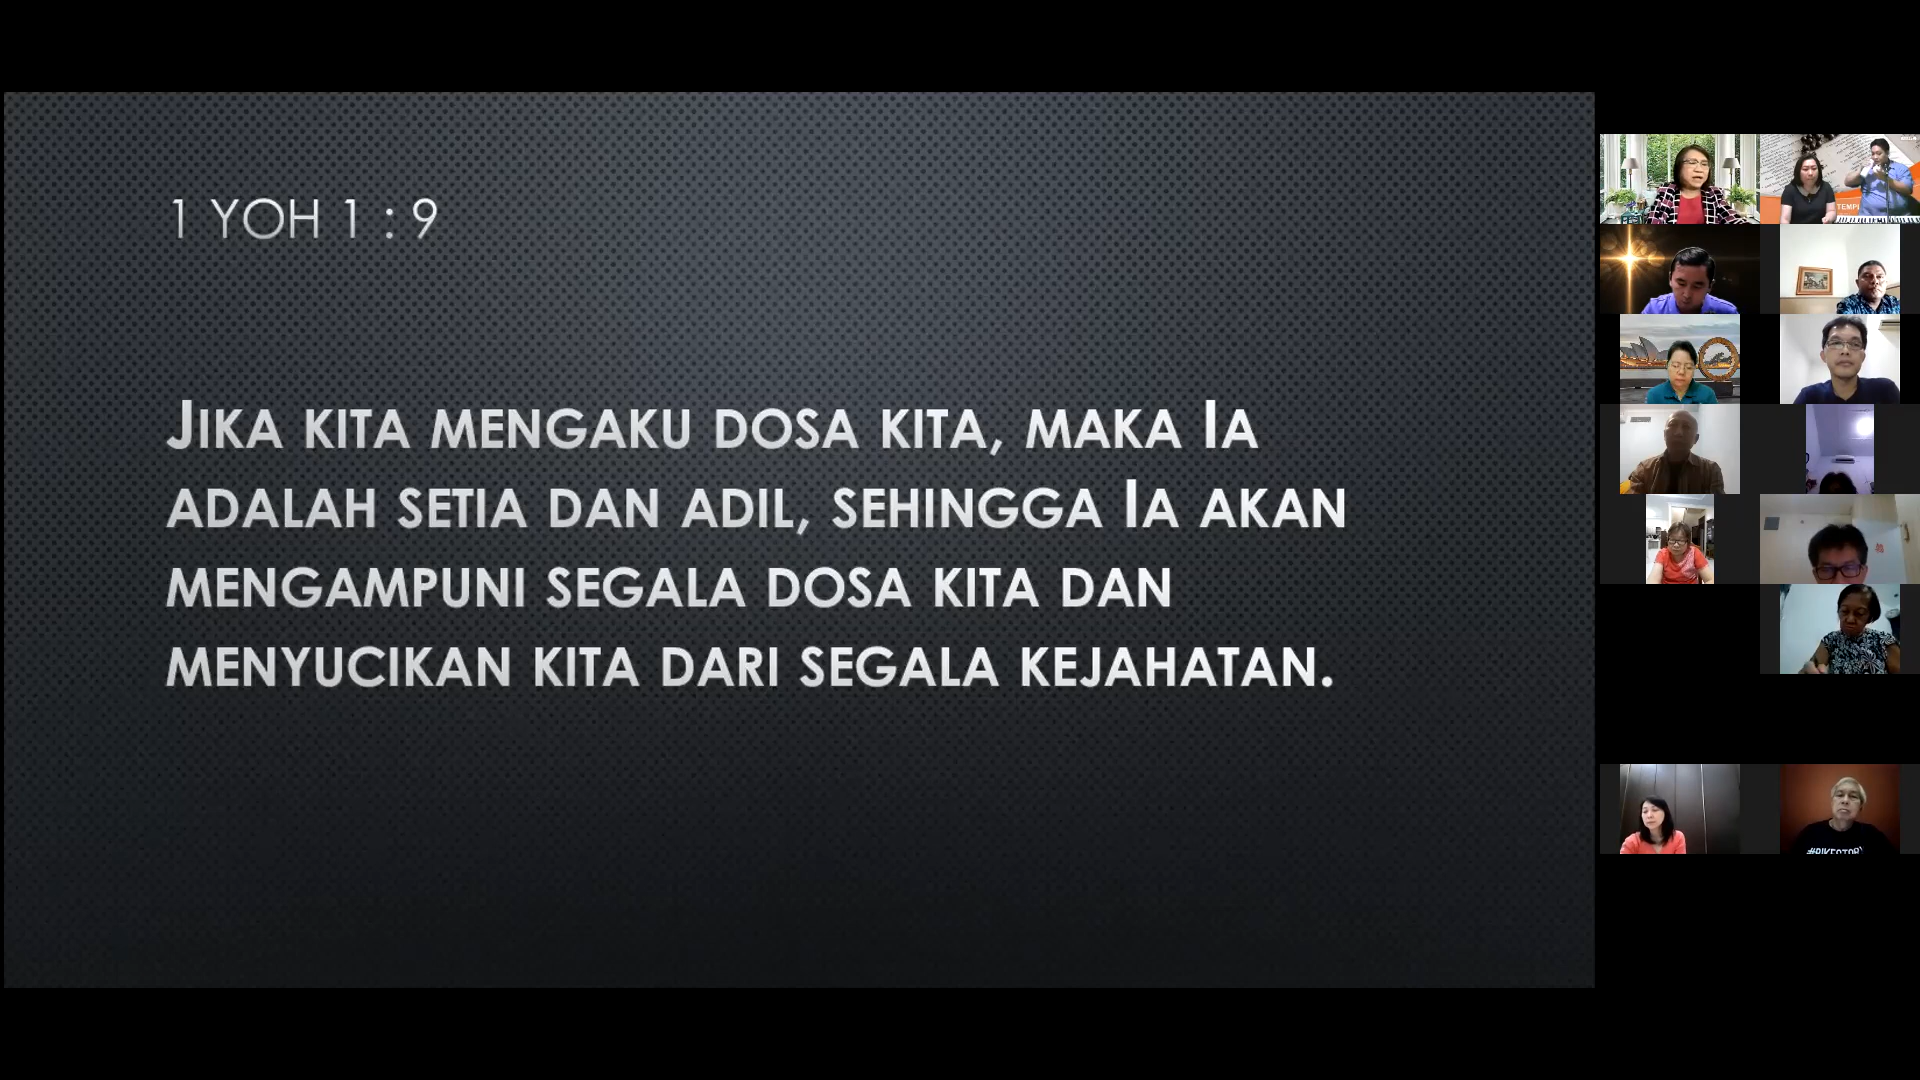 1 YOH 1 : 9
JIKA KITA MENGAKU DOSA KITA, MAKA IA
ADALAH SETIA DAN ADIL, SEHINGGA IA AKAN
MENGAMPUNI SEGALA DOSA KITA DAN
MENYUCIKAN KITA DARI SEGALA KEJAHATAN.